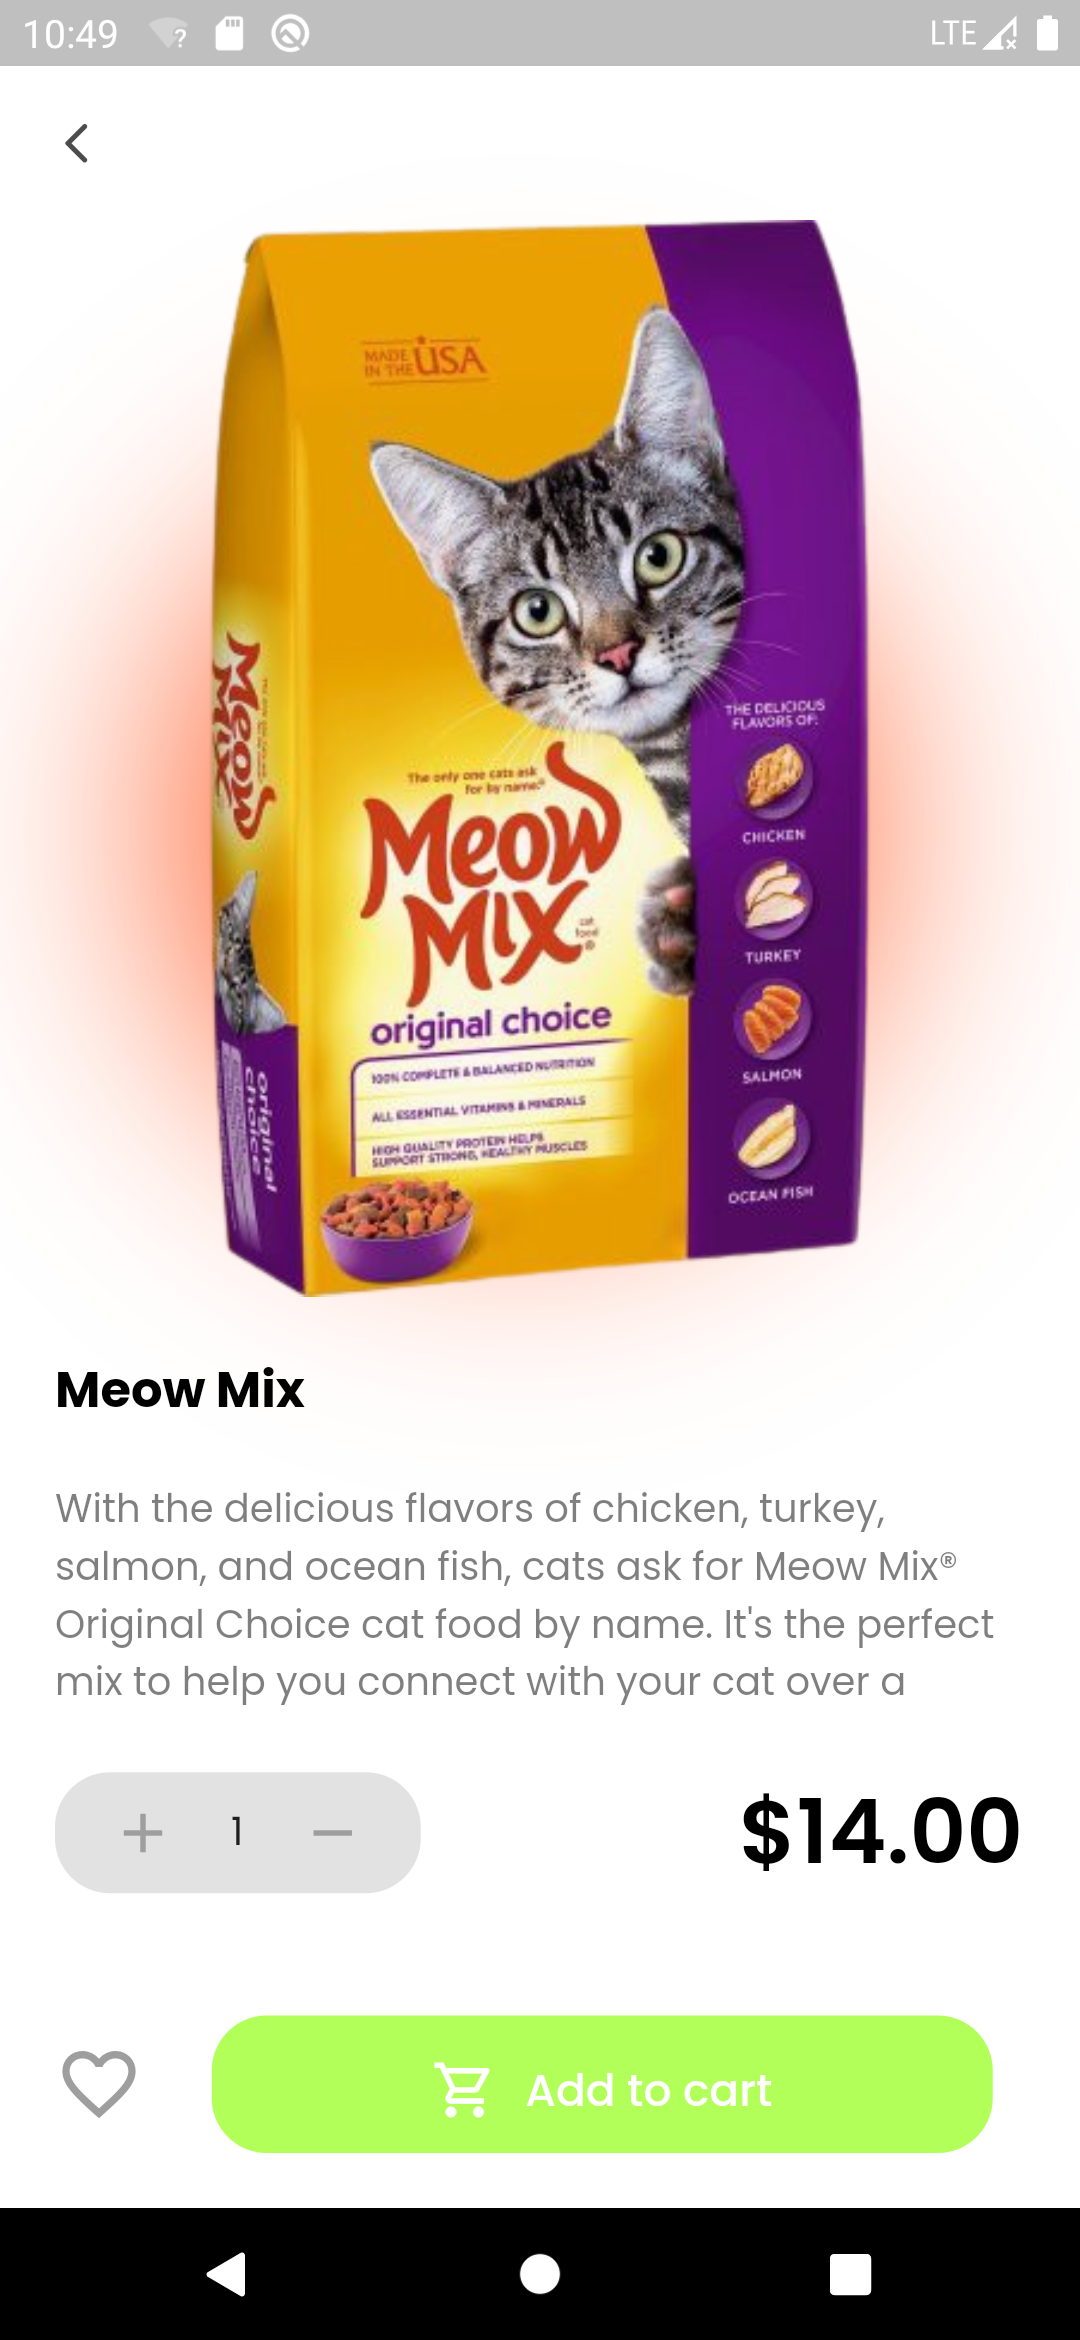 10:49
LTE
MADE
IN THE USA
THE DELICIOUS
FLAVORS OF:
CHICKEN
TURKEY
SALMON
OCEAN FISH
The only one cats ask
for by name.®
Meow
Mix
cat
food
®
original choice
100% COMPLETE & BALANCED NUTRITION
ALL ESSENTIAL VITAMINS & MINERALS
HIGH QUALITY PROTEIN HELPS
SUPPORT STRONG, HEALTHY MUSCLES
Meow
Mix
original
choice
Meow Mix
With the delicious flavors of chicken, turkey,
salmon, and ocean fish, cats ask for Meow Mix®
Original Choice cat food by name. It's the perfect
mix to help you connect with your cat over a
1
$14.00
Add to cart